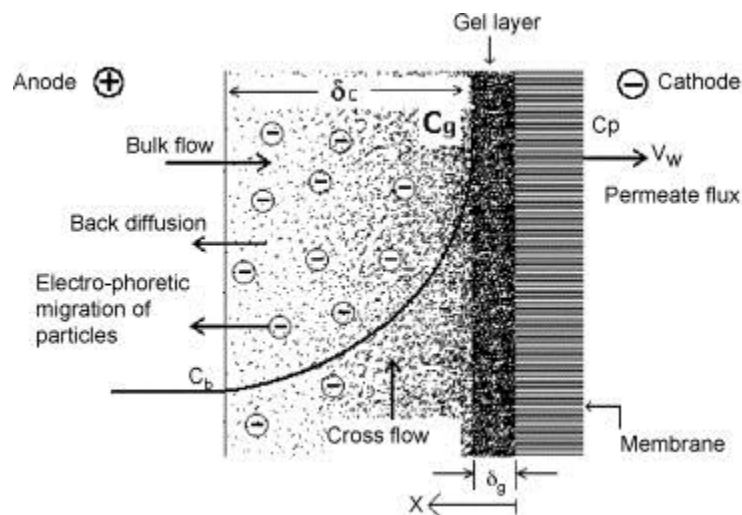 Gel layer
Anode ⊕
⊖ Cathode
δc
Cg
Cp
Bulk flow
Vw
Permeate flux
Back diffusion
Electro-phoretic
migration of
particles
Cb
Cross flow
Membrane
δg
X